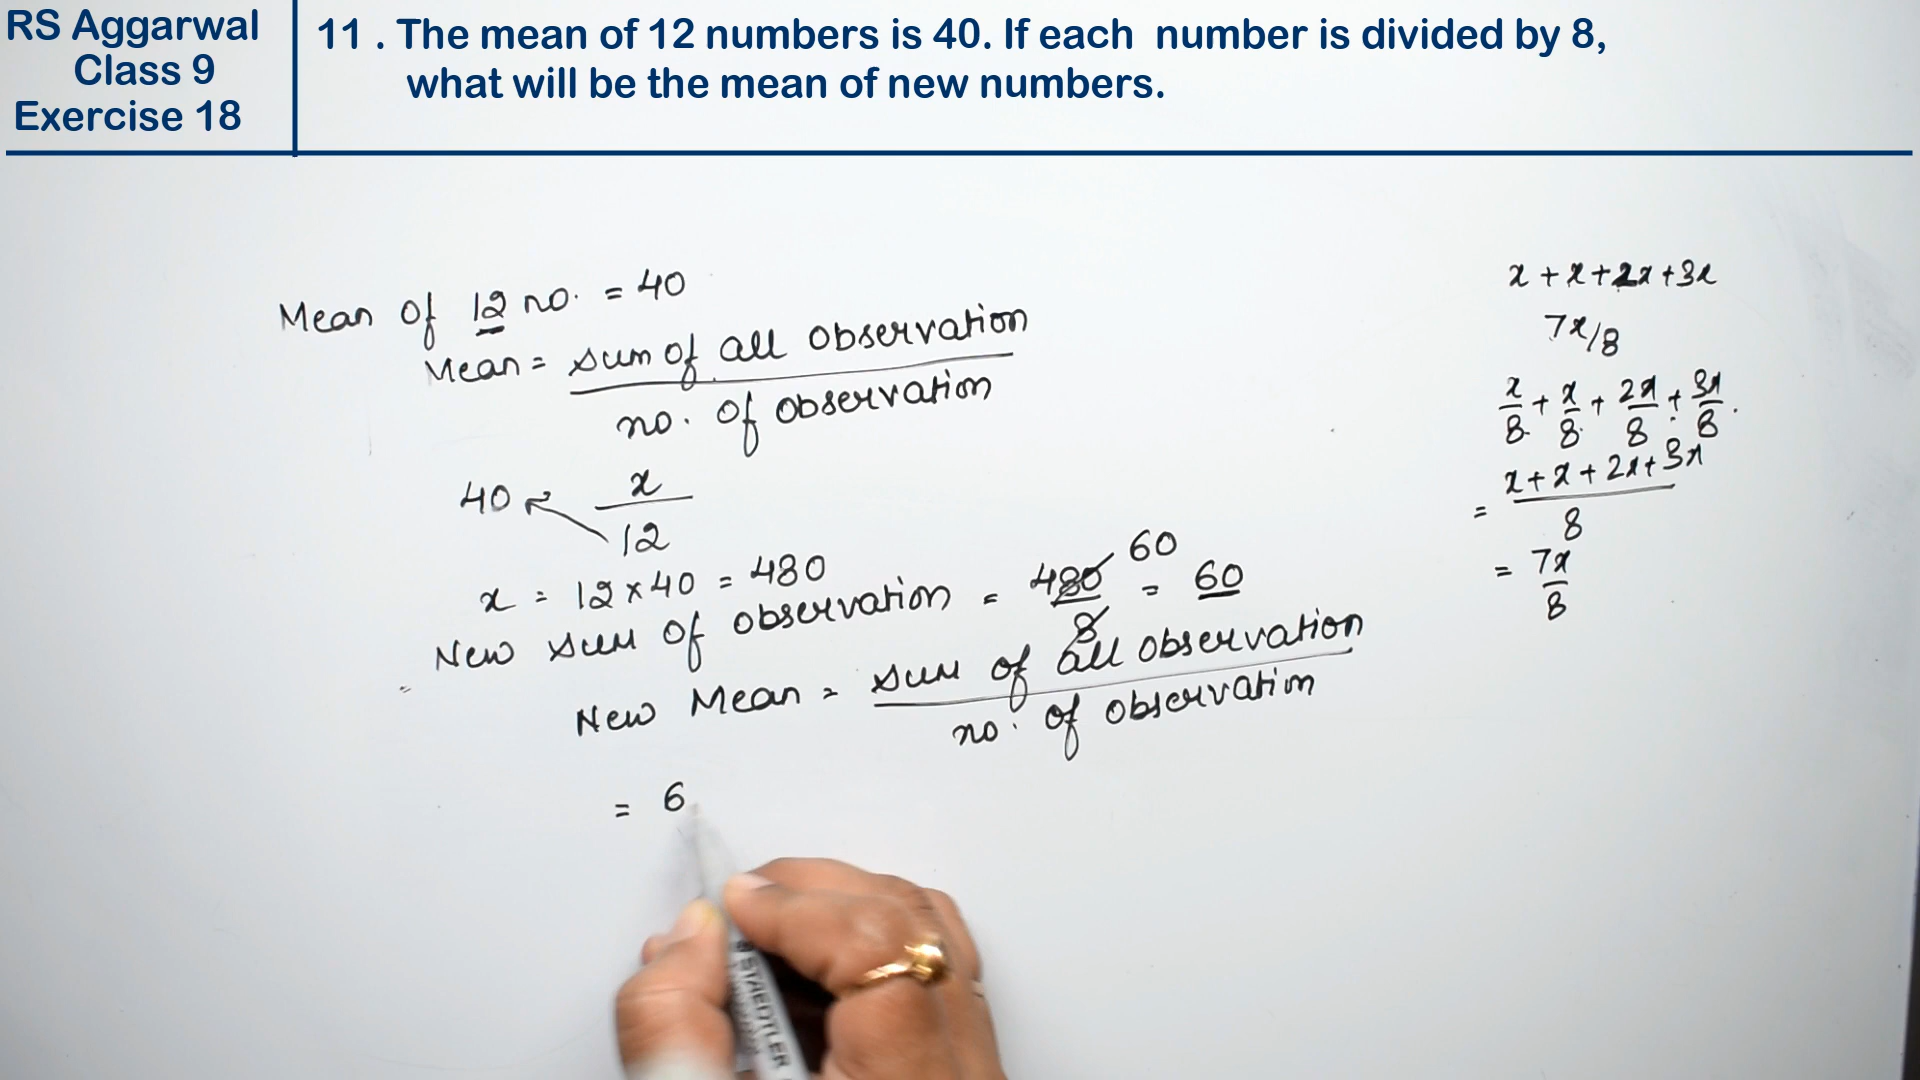 RS Aggarwal
Class 9
Exercise 18
11 . The mean of 12 numbers is 40. If each number is divided by 8,
what will be the mean of new numbers.
Mean of 12 no. = 40
Mean = sum of all observation
no. of observation
40 x
12
x = 12 x 40 = 480
New sum of observation = 480 60 = 60
8
New Mean = sum of all observation
no. of observation
= 6
x + x + 2x + 3x
7x/8
x/8 + x/8 + 2x/8 + 3x/8.
= x + x + 2x + 3x
8
= 7x
8
STAEDTLER